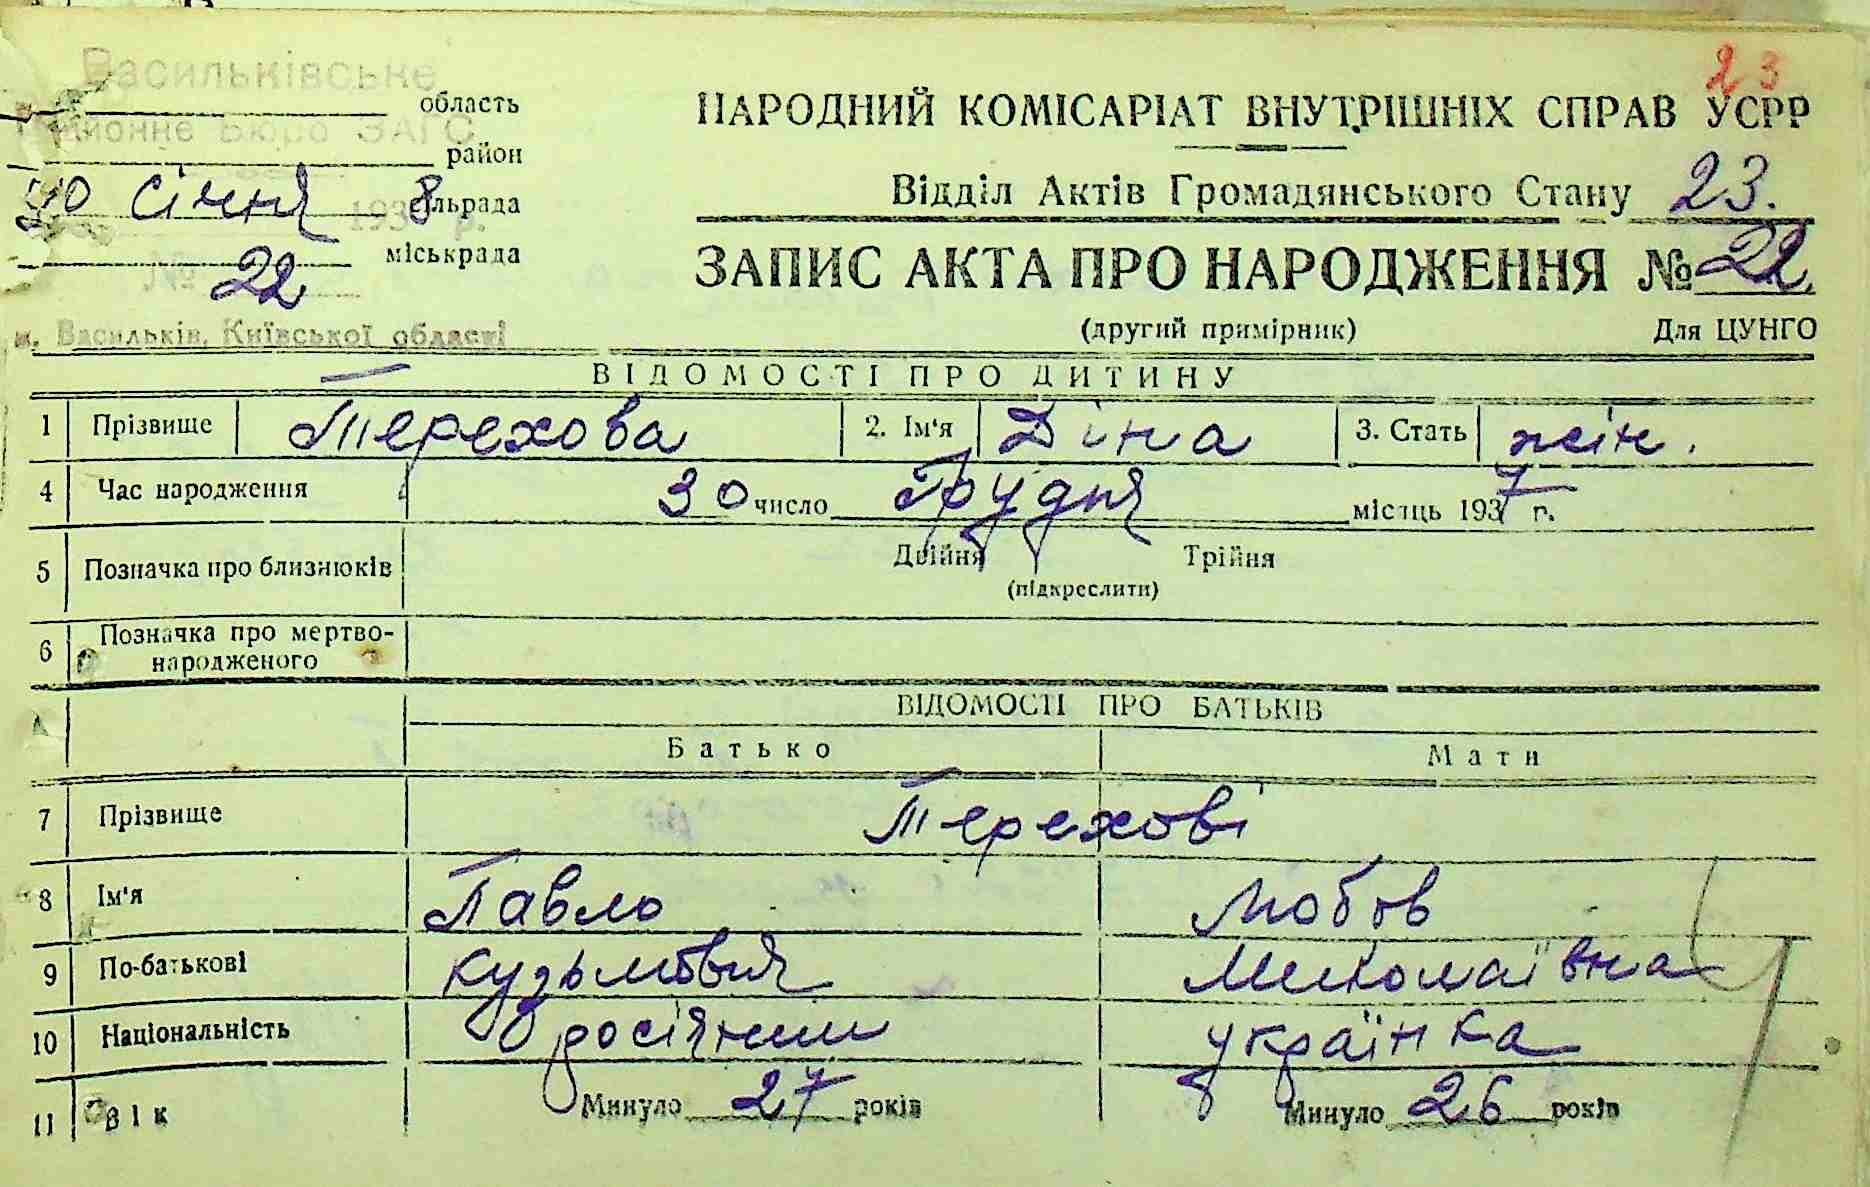 23
Васильківське
область
районне Бюро ЗАГС
район
січня 1938 р.
сільрада
міськрада
№ 22
м. Васильків, Київської області
НАРОДНИЙ КОМІСАРІАТ ВНУТРІШНІХ СПРАВ УСРР
Відділ Актів Громадянського Стану 23.
ЗАПИС АКТА ПРО НАРОДЖЕННЯ № 22
(другий примірник) Для ЦУНГО
ВІДОМОСТІ ПРО ДИТИНУ
1 Прізвище Терехова 2. Ім'я Діна 3. Стать жін.
4 Час народження 30 число Грудня місяць 1937 г.
5 Позначка про близнюків Двійня Трійня
(підкреслити)
6 Позначка про мертво-
народженого
ВІДОМОСТІ ПРО БАТЬКІВ
Батько Мати
7 Прізвище Терехові
8 Ім'я Павло Любов
9 По-батькові Кузьмович Миколаївна
10 Національність росіянин українка
11 Вік Минуло 27 років Минуло 26 років